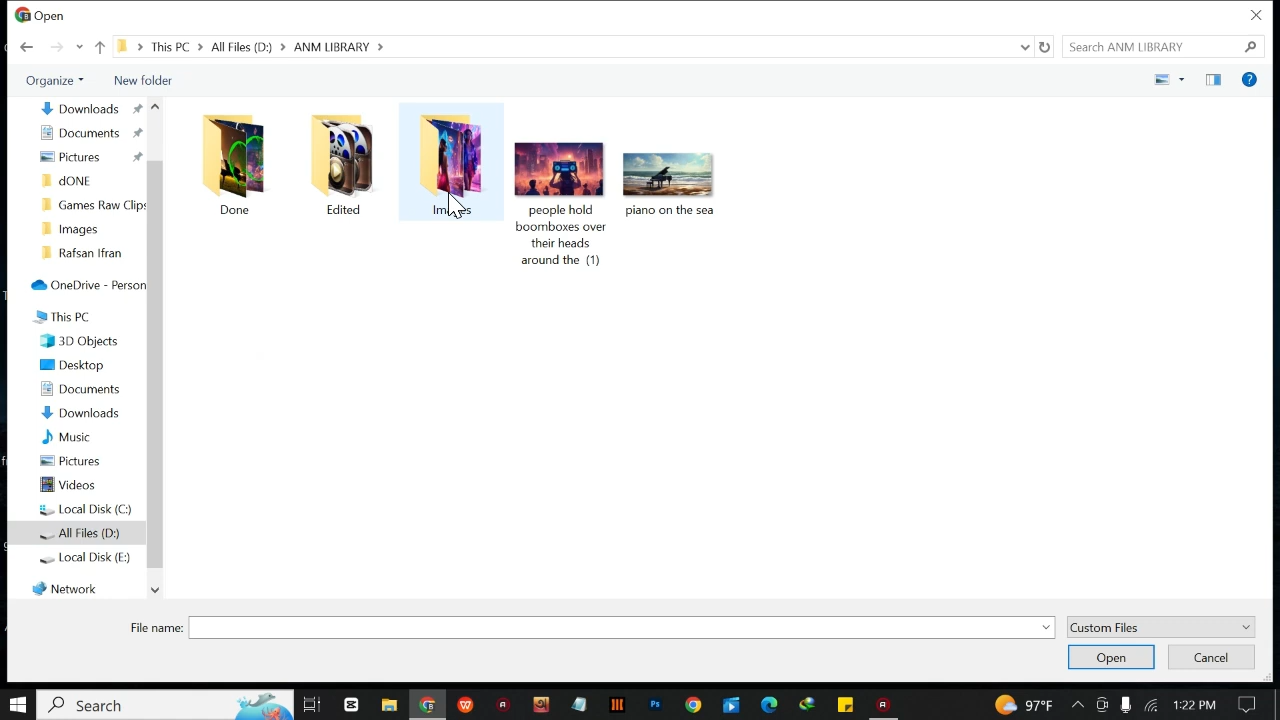 Open
This PC
All Files (D:)
ANM LIBRARY
Search ANM LIBRARY
Organize
New folder
Downloads
Documents
Pictures
dONE
Games Raw Clips
Images
Rafsan Ifran
OneDrive - Person
This PC
3D Objects
Desktop
Documents
Downloads
Music
Pictures
Videos
Local Disk (C:)
All Files (D:)
Local Disk (E:)
Network
Done
Edited
Images
people hold
boomboxes over
their heads
around the (1)
piano on the sea
File name:
Custom Files
Open
Cancel
Search
97°F
1:22 PM